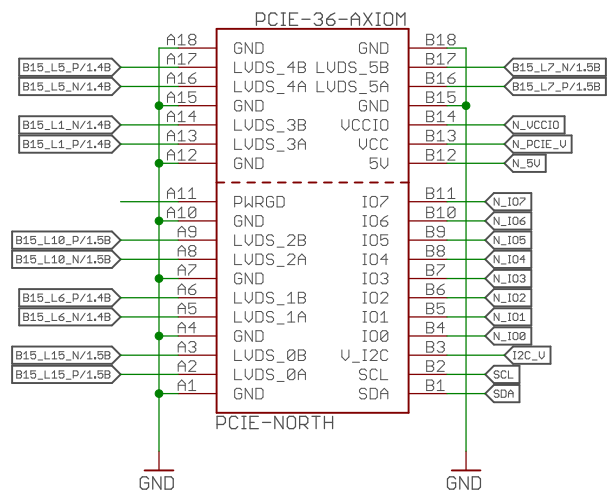 PCIE-36-AXIOM
A18 GND GND B18
B15_L5_P/1.4B A17 LVDS_4B LVDS_5B B17 B15_L7_N/1.5B
B15_L5_N/1.4B A16 LVDS_4A LVDS_5A B16 B15_L7_P/1.5B
A15 GND GND B15
B15_L1_N/1.4B A14 LVDS_3B VCCIO B14 N_VCCIO
B15_L1_P/1.4B A13 LVDS_3A VCC B13 N_PCIE_V
A12 GND 5V B12 N_5V
A11 PWRGD IO7 B11 N_IO7
A10 GND IO6 B10 N_IO6
B15_L10_P/1.5B A9 LVDS_2B IO5 B9 N_IO5
B15_L10_N/1.5B A8 LVDS_2A IO4 B8 N_IO4
A7 GND IO3 B7 N_IO3
B15_L6_P/1.4B A6 LVDS_1B IO2 B6 N_IO2
B15_L6_N/1.4B A5 LVDS_1A IO1 B5 N_IO1
A4 GND IO0 B4 N_IO0
B15_L15_N/1.5B A3 LVDS_0B V_I2C B3 I2C_V
B15_L15_P/1.5B A2 LVDS_0A SCL B2 SCL
A1 GND SDA B1 SDA
PCIE-NORTH
GND GND